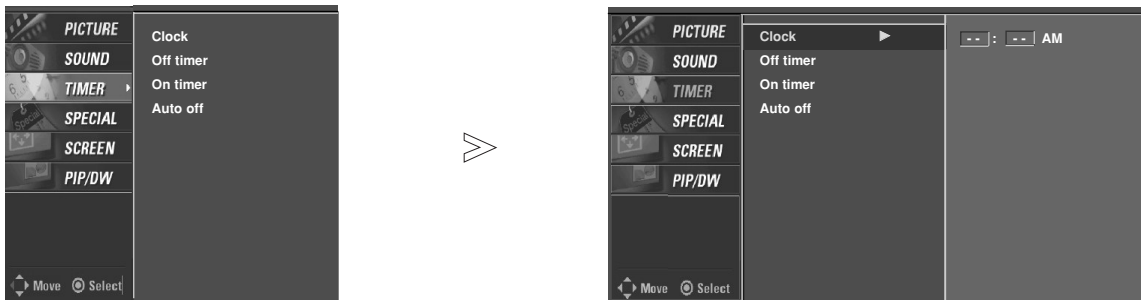 PICTURE
SOUND
TIMER
SPECIAL
SCREEN
PIP/DW
Move Select
Clock
Off timer
On timer
Auto off
PICTURE
SOUND
TIMER
SPECIAL
SCREEN
PIP/DW
Move Select
Clock
Off timer
On timer
Auto off
- - : - - AM